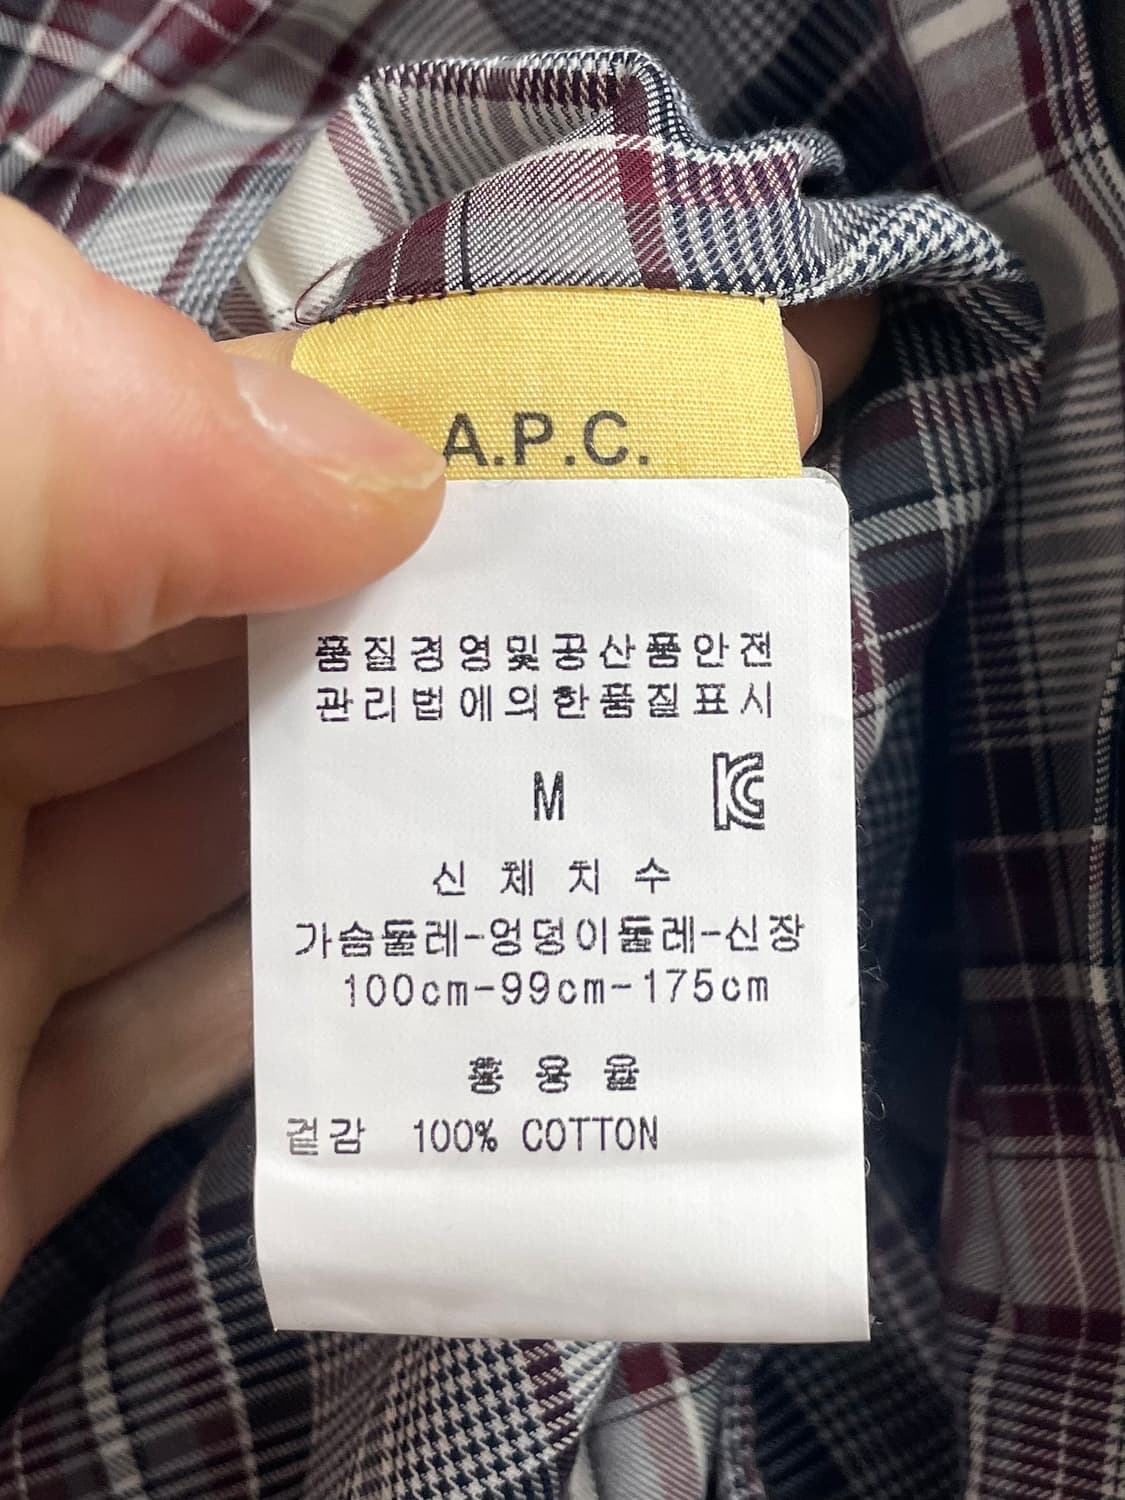 A.P.C.
품질경영및공산품안전
관리법에의한품질표시
M
KC
신체치수
가슴둘레-엉덩이둘레-신장
100cm-99cm-175cm
혼용율
겉감 100% COTTON